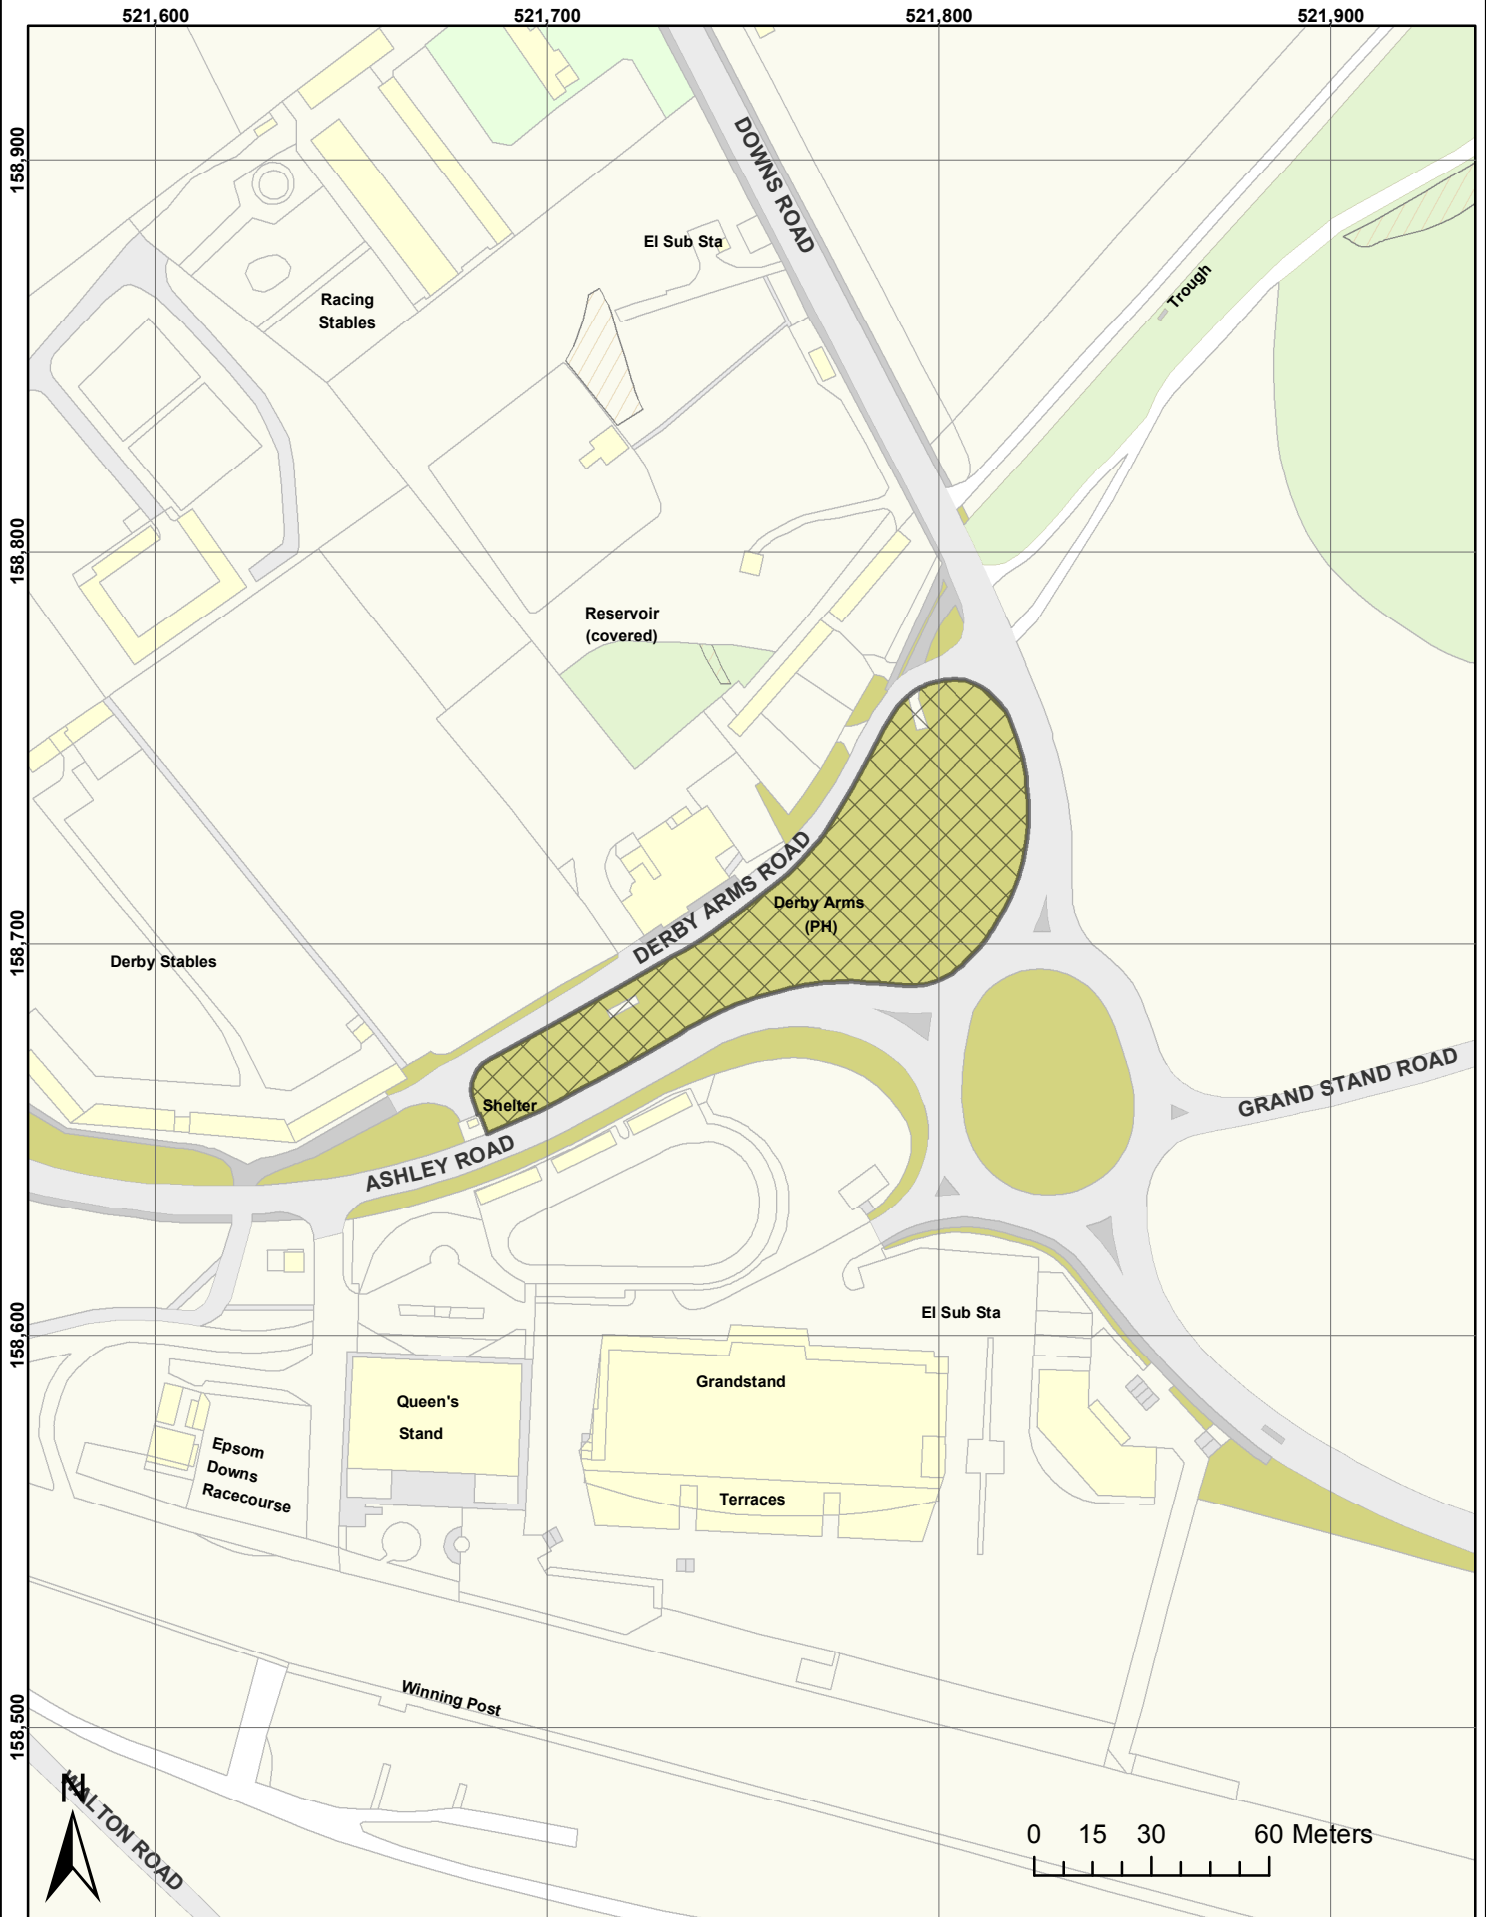 521,600
521,700
521,800
521,900
158,900
158,800
158,700
158,600
158,500
DOWNS ROAD
El Sub Sta
Trough
Racing
Stables
Reservoir
(covered)
DERBY ARMS ROAD
Derby Arms
(PH)
Derby Stables
GRAND STAND ROAD
Shelter
ASHLEY ROAD
El Sub Sta
Grandstand
Queen's
Stand
Epsom
Downs
Racecourse
Terraces
Winning Post
WALTON ROAD
N
0 15 30 60 Meters